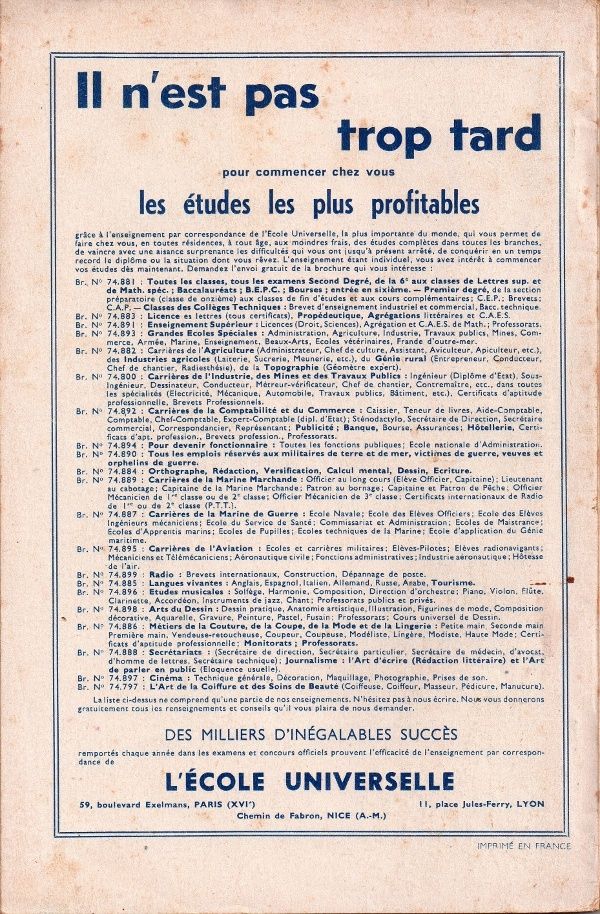 Il n'est pas
trop tard
pour commencer chez vous
les études les plus profitables
grâce à l'enseignement par correspondance de l'Ecole Universelle, la plus importante du monde, qui vous permet de
faire chez vous, en toutes résidences, à tout âge, aux moindres frais, des études complètes dans toutes les branches,
de vaincre avec une aisance surprenante les difficultés qui vous ont jusqu'à présent arrêté, de conquérir en un temps
record le diplôme ou la situation dont vous rêvez. L'enseignement étant individuel, vous avez intérêt à commencer
vos études dès maintenant. Demandez l'envoi gratuit de la brochure qui vous intéresse :
Br. N° 74.881 : Toutes les classes, tous les examens Second Degré, de la 6e aux classes de Lettres sup. et
de Math. spéc. ; Baccalauréats ; B.E.P.C. ; Bourses ; entrée en sixième. — Premier degré, de la section
préparatoire (classe de onzième) aux classes de fin d'études et aux cours complémentaires ; C.E.P. ; Brevets ;
C.A.P. — Classes des Collèges Techniques : Brevet d'enseignement industriel et commercial, Bacc. technique.
Br. N° 74.883 : Licence ès lettres (tous certificats), Propédeutique, Agrégations littéraires et C.A.E.S.
Br. N° 74.891 : Enseignement Supérieur : Licences (Droit, Sciences), Agrégation et C.A.E.S. de Math. ; Professorats.
Br. N° 74.893 : Grandes Ecoles Spéciales : Administration, Agriculture, Industrie, Travaux publics, Mines, Com-
merce, Armée, Marine, Enseignement, Beaux-Arts, Ecoles vétérinaires, France d'outre-mer.
Br. N° 74.882 : Carrières de l'Agriculture (Administrateur, Chef de culture, Assistant, Aviculteur, Apiculteur, etc.),
des Industries agricoles (Laiterie, Sucrerie, Meunerie, etc.), du Génie rural (Entrepreneur, Conducteur,
Chef de chantier, Radiesthésie), de la Topographie (Géomètre expert).
Br. N° 74.800 : Carrières de l'Industrie, des Mines et des Travaux Publics : Ingénieur (Diplôme d'Etat), Sous-
Ingénieur, Dessinateur, Conducteur, Métreur-vérificateur, Chef de chantier, Contremaître, etc., dans toutes
les spécialités (Electricité, Mécanique, Automobile, Travaux publics, Bâtiment, etc.). Certificats d'aptitude
professionnelle, Brevets Professionnels.
Br. N° 74.892 : Carrières de la Comptabilité et du Commerce : Caissier, Teneur de livres, Aide-Comptable,
Comptable, Chef-Comptable, Expert-Comptable (dipl. d'Etat) ; Sténodactylo, Secrétaire de Direction, Secrétaire
commercial, Correspondancier, Représentant ; Publicité ; Banque, Bourse, Assurances ; Hôtellerie, Certi-
ficats d'apt. profession., Brevets profession., Professorats.
Br. N° 74.894 : Pour devenir fonctionnaire : Toutes les fonctions publiques ; Ecole nationale d'Administration.
Br. N° 74.890 : Tous les emplois réservés aux militaires de terre et de mer, victimes de guerre, veuves et
orphelins de guerre.
Br. N° 74.884 : Orthographe, Rédaction, Versification, Calcul mental, Dessin, Ecriture.
Br. N° 74.889 : Carrières de la Marine Marchande : Officier au long cours (Elève Officier, Capitaine) ; Lieutenant
au cabotage ; Capitaine de la Marine Marchande ; Patron au bornage ; Capitaine et Patron de Pêche ; Officier
Mécanicien de 1re classe ou de 2e classe ; Officier Mécanicien de 3e classe ; Certificats internationaux de Radio
de 1re ou de 2e classe (P.T.T.).
Br. N° 74.887 : Carrières de la Marine de Guerre : Ecole Navale ; Ecole des Elèves Officiers ; Ecole des Elèves
Ingénieurs mécaniciens ; Ecole du Service de Santé ; Commissariat et Administration ; Ecoles de Maistrance ;
Ecoles d'Apprentis marins ; Ecoles de Pupilles ; Ecoles techniques de la Marine ; Ecole d'application du Génie
maritime.
Br. N° 74.895 : Carrières de l'Aviation : Ecoles et carrières militaires ; Elèves-Pilotes ; Elèves radionavigants ;
Mécaniciens et Télémécaniciens ; Aéronautique civile ; Fonctions administratives ; Industrie aéronautique ; Hôtesse
de l'air.
Br. N° 74.899 : Radio : Brevets internationaux, Construction, Dépannage de poste.
Br. N° 74.885 : Langues vivantes : Anglais, Espagnol, Italien, Allemand, Russe, Arabe, Tourisme.
Br. N° 74.896 : Etudes musicales : Solfège, Harmonie, Composition, Direction d'orchestre ; Piano, Violon, Flûte,
Clarinette, Accordéon, Instruments de jazz, Chant ; Professorats publics et privés.
Br. N° 74.898 : Arts du Dessin : Dessin pratique, Anatomie artistique, Illustration, Figurines de mode, Composition
décorative, Aquarelle, Gravure, Peinture, Pastel, Fusain ; Professorats ; Cours universel de Dessin.
Br. N° 74.886 : Métiers de la Couture, de la Coupe, de la Mode et de la Lingerie : Petite main, Seconde main
Première main, Vendeuse-retoucheuse, Coupeur, Coupeuse, Modéliste, Lingère, Modiste, Haute Mode ; Certi-
ficats d'aptitude professionnelle ; Monitorats ; Professorats.
Br. N° 74.888 : Secrétariats : (Secrétaire de direction, Secrétaire particulier, Secrétaire de médecin, d'avocat,
d'homme de lettres, Secrétaire technique) ; Journalisme : l'Art d'écrire (Rédaction littéraire) et l'Art
de parler en public (Eloquence usuelle).
Br. N° 74.897 : Cinéma : Technique générale, Décoration, Maquillage, Photographie, Prises de son.
Br. N° 74.797 : L'Art de la Coiffure et des Soins de Beauté (Coiffeuse, Coiffeur, Masseur, Pédicure, Manucure).
La liste ci-dessus ne comprend qu'une partie de nos enseignements. N'hésitez pas à nous écrire. Nous vous donnerons
gratuitement tous les renseignements et conseils qu'il vous plaira de nous demander.
DES MILLIERS D'INÉGALABLES SUCCÈS
remportés chaque année dans les examens et concours officiels prouvent l'efficacité de l'enseignement par correspon-
dance de
L'ÉCOLE UNIVERSELLE
59, boulevard Exelmans, PARIS (XVIe) 11, place Jules-Ferry, LYON
Chemin de Fabron, NICE (A.-M.)
IMPRIMÉ EN FRANCE